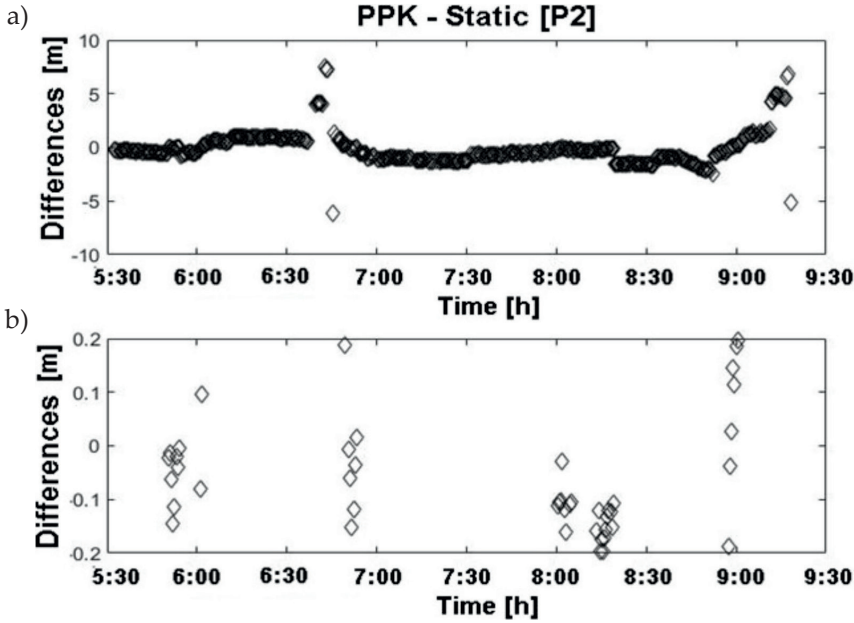 a)
PPK - Static [P2]
10
5
0
-5
-10
Differences [m]
5:30 6:00 6:30 7:00 7:30 8:00 8:30 9:00 9:30
Time [h]
b)
0.2
0.1
0
-0.1
-0.2
Differences [m]
5:30 6:00 6:30 7:00 7:30 8:00 8:30 9:00 9:30
Time [h]